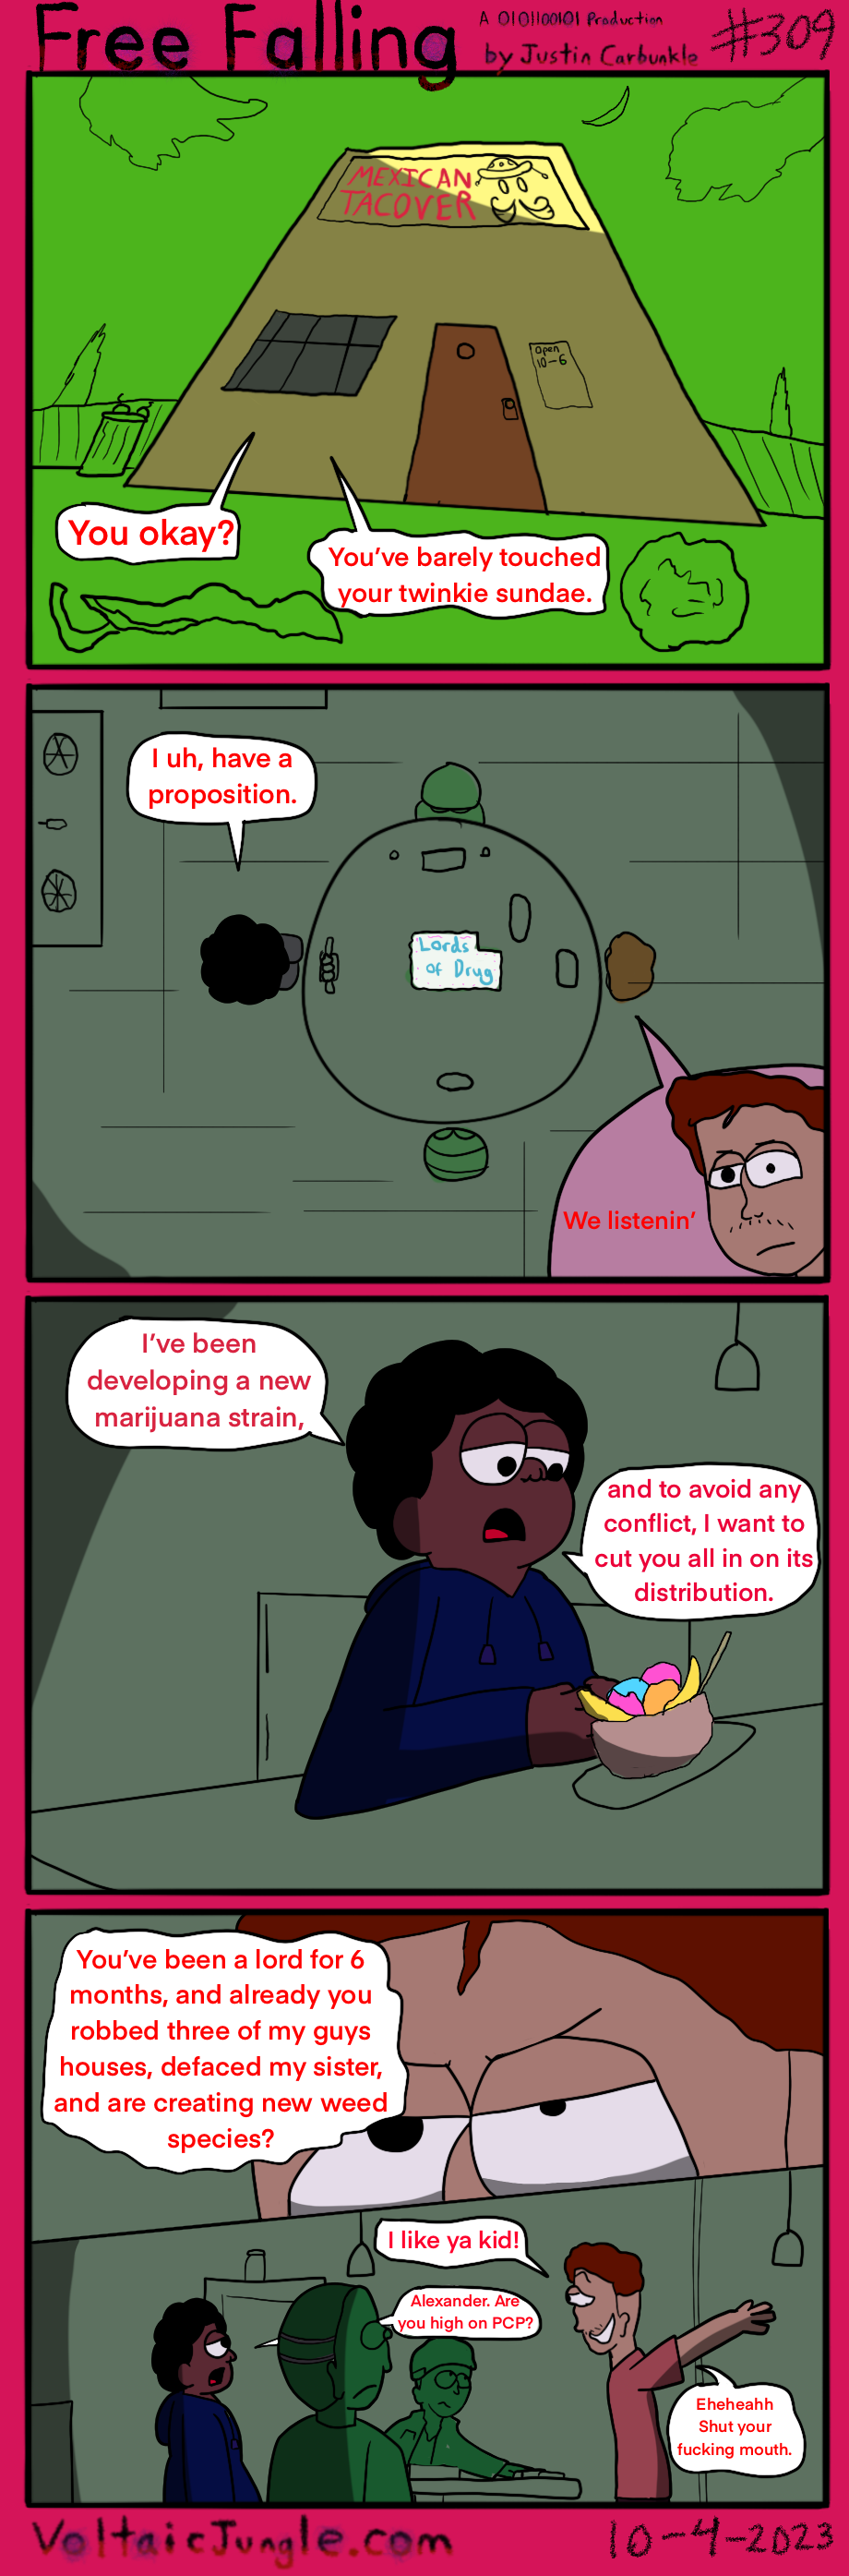 Free Falling
A 0101100101 Production
by Justin Carbunkle
#309
MEXICAN
TACOVER
Open
10-6
You okay?
You've barely touched
your twinkie sundae.
I uh, have a
proposition.
Lords
of Drug
We listenin'
I've been
developing a new
marijuana strain,
and to avoid any
conflict, I want to
cut you all in on its
distribution.
You've been a lord for 6
months, and already you
robbed three of my guys
houses, defaced my sister,
and are creating new weed
species?
I like ya kid!
Alexander. Are
you high on PCP?
Eheheahh
Shut your
fucking mouth.
VoltaicJungle.com
10-4-2023